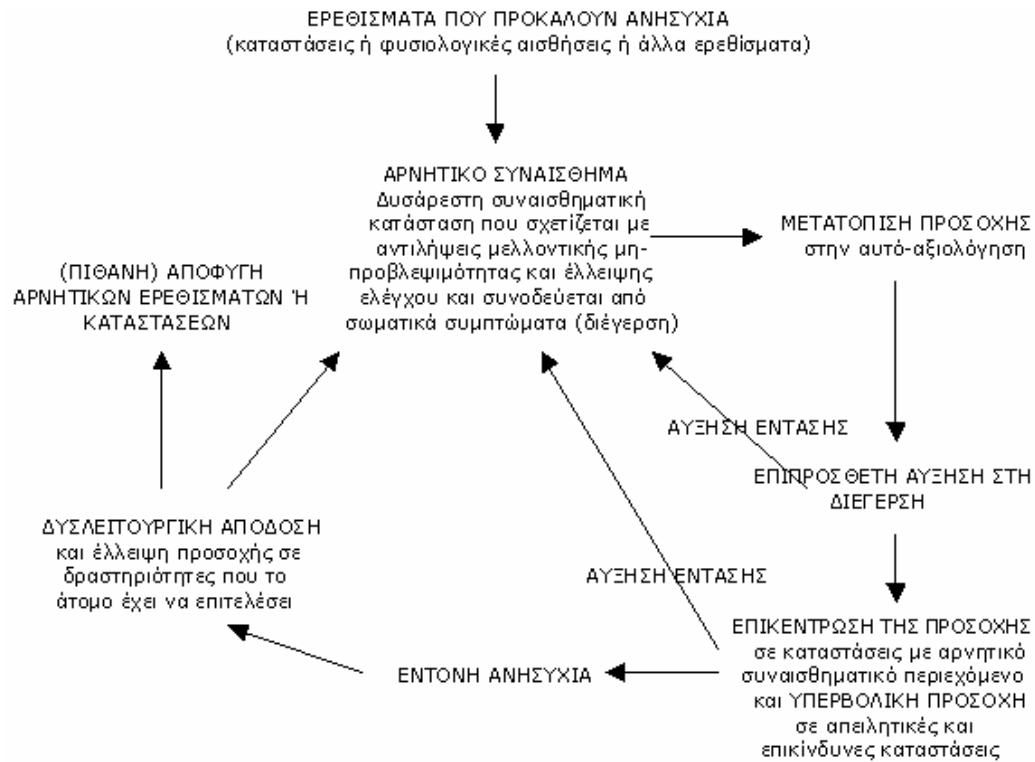 ΕΡΕΘΙΣΜΑΤΑ ΠΟΥ ΠΡΟΚΑΛΟΥΝ ΑΝΗΣΥΧΙΑ
(καταστάσεις ή φυσιολογικές αισθήσεις ή άλλα ερεθίσματα)
ΑΡΝΗΤΙΚΟ ΣΥΝΑΙΣΘΗΜΑ
Δυσάρεστη συναισθηματική
κατάσταση που σχετίζεται με
αντιλήψεις μελλοντικής μη-
προβλεψιμότητας και έλλειψης
ελέγχου και συνοδεύεται από
σωματικά συμπτώματα (διέγερση)
ΜΕΤΑΤΟΠΙΣΗ ΠΡΟΣΟΧΗΣ
στην αυτό-αξιολόγηση
(ΠΙΘΑΝΗ) ΑΠΟΦΥΓΗ
ΑΡΝΗΤΙΚΩΝ ΕΡΕΘΙΣΜΑΤΩΝ Ή
ΚΑΤΑΣΤΑΣΕΩΝ
ΑΥΞΗΣΗ ΕΝΤΑΣΗΣ
ΕΠΙΠΡΟΣΘΕΤΗ ΑΥΞΗΣΗ ΣΤΗ
ΔΙΕΓΕΡΣΗ
ΔΥΣΛΕΙΤΟΥΡΓΙΚΗ ΑΠΟΔΟΣΗ
και έλλειψη προσοχής σε
δραστηριότητες που το
άτομο έχει να επιτελέσει
ΑΥΞΗΣΗ ΕΝΤΑΣΗΣ
ΕΠΙΚΕΝΤΡΩΣΗ ΤΗΣ ΠΡΟΣΟΧΗΣ
σε καταστάσεις με αρνητικό
συναισθηματικό περιεχόμενο
και ΥΠΕΡΒΟΛΙΚΗ ΠΡΟΣΟΧΗ
σε απειλητικές και
επικίνδυνες καταστάσεις
ΕΝΤΟΝΗ ΑΝΗΣΥΧΙΑ